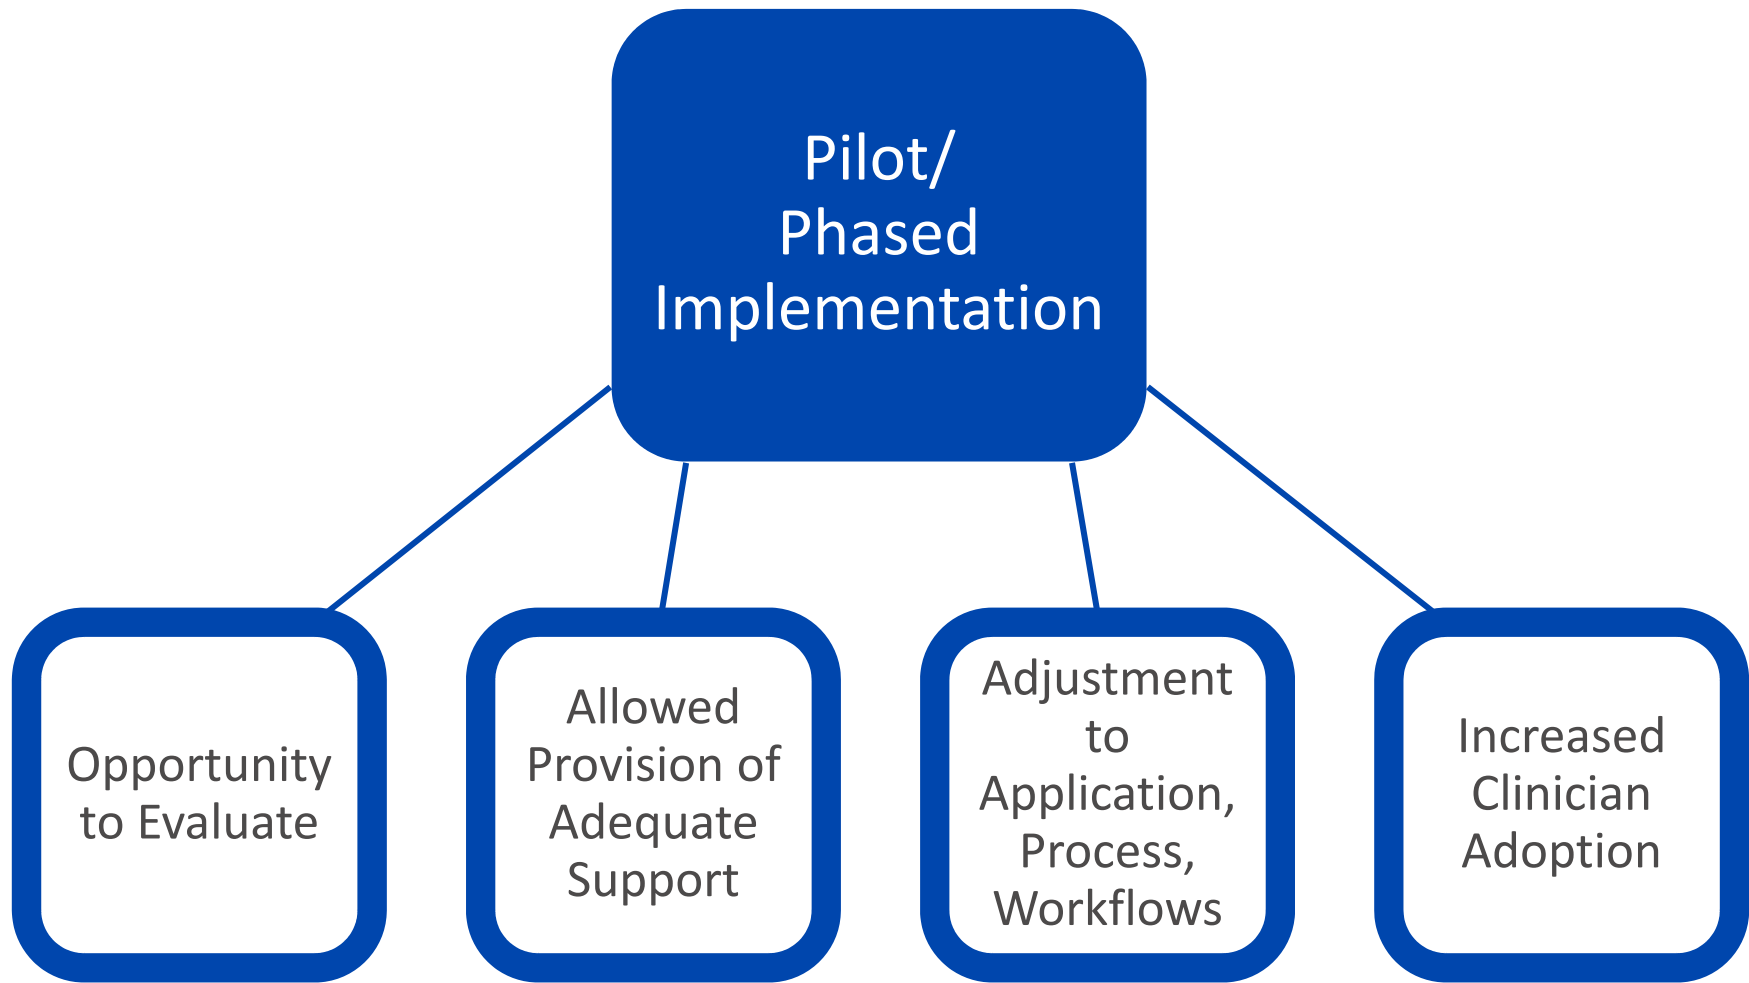 Pilot/
Phased
Implementation
Opportunity
to Evaluate
Allowed
Provision of
Adequate
Support
Adjustment
to
Application,
Process,
Workflows
Increased
Clinician
Adoption